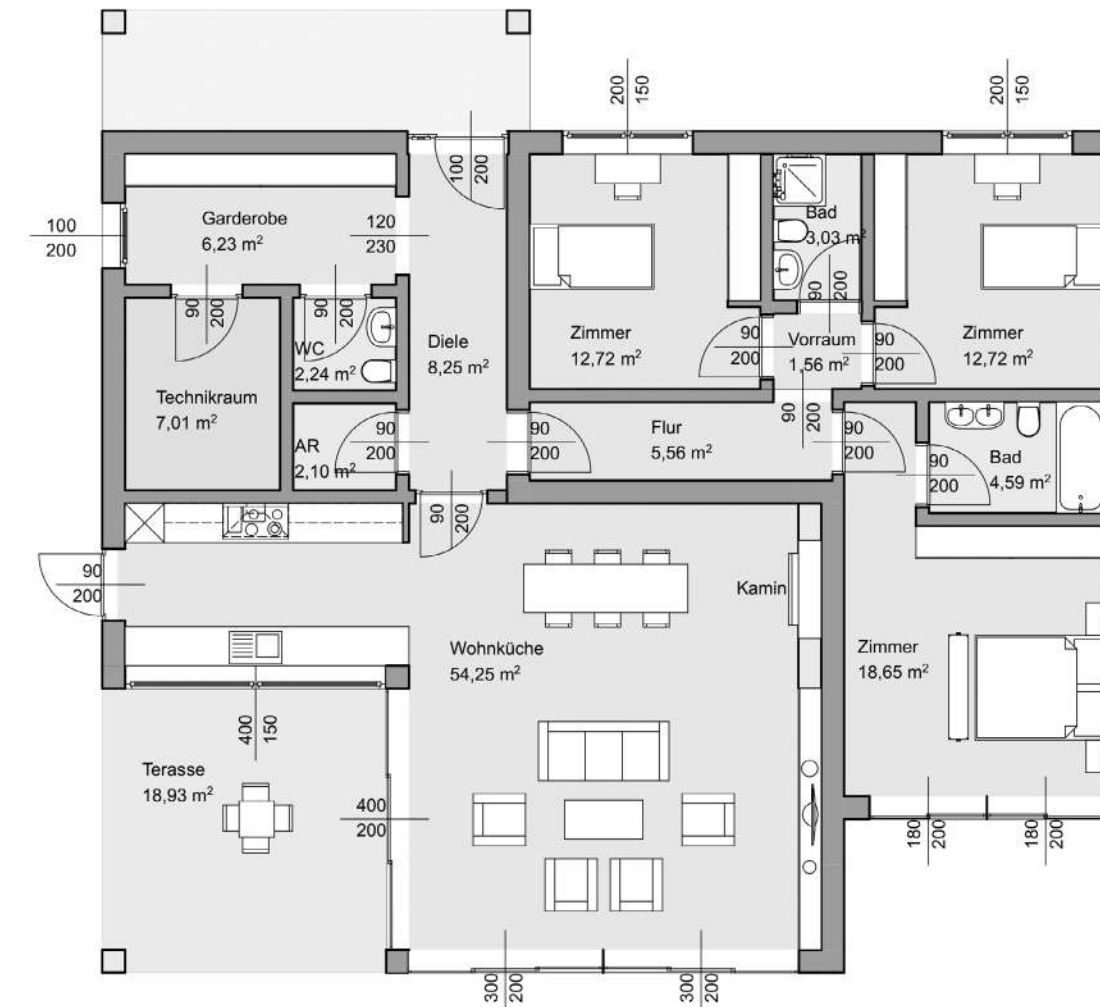 200
150
200
150
100
200
100
200
Garderobe
6,23 m²
120
230
Bad
3,03 m²
90
200
90
200
90
200
Zimmer
12,72 m²
90
200
Vorraum
1,56 m²
90
200
Zimmer
12,72 m²
WC
2,24 m²
Diele
8,25 m²
Technikraum
7,01 m²
AR
2,10 m²
90
200
90
200
Flur
5,56 m²
90
200
90
200
90
200
Bad
4,59 m²
90
200
90
200
Kamin
Wohnküche
54,25 m²
Zimmer
18,65 m²
400
150
Terasse
18,93 m²
400
200
180
200
180
200
300
200
300
200